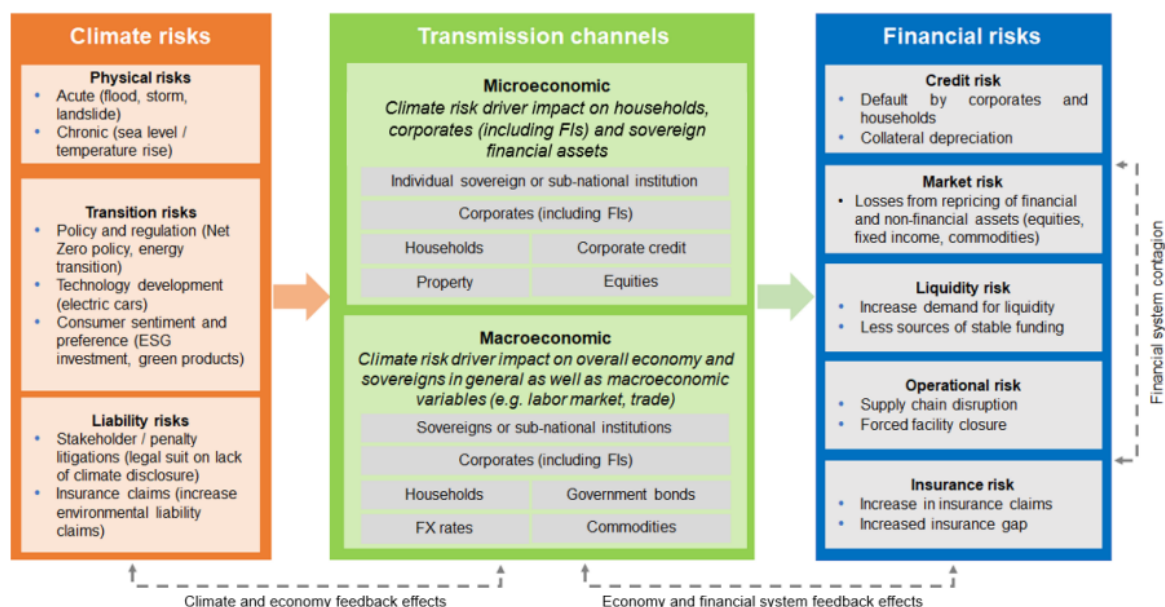 Climate risks
Physical risks
• Acute (flood, storm,
landslide)
• Chronic (sea level /
temperature rise)
Transition risks
• Policy and regulation (Net
Zero policy, energy
transition)
• Technology development
(electric cars)
• Consumer sentiment and
preference (ESG
investment, green products)
Liability risks
• Stakeholder / penalty
litigations (legal suit on lack
of climate disclosure)
• Insurance claims (increase
environmental liability
claims)
Transmission channels
Microeconomic
Climate risk driver impact on households,
corporates (including FIs) and sovereign
financial assets
Individual sovereign or sub-national institution
Corporates (including FIs)
Households
Corporate credit
Property
Equities
Macroeconomic
Climate risk driver impact on overall economy and
sovereigns in general as well as macroeconomic
variables (e.g. labor market, trade)
Sovereigns or sub-national institutions
Corporates (including FIs)
Households
Government bonds
FX rates
Commodities
Financial risks
Credit risk
• Default by corporates and
households
• Collateral depreciation
Market risk
• Losses from repricing of financial
and non-financial assets (equities,
fixed income, commodities)
Liquidity risk
• Increase demand for liquidity
• Less sources of stable funding
Operational risk
• Supply chain disruption
• Forced facility closure
Insurance risk
• Increase in insurance claims
• Increased insurance gap
Financial system contagion
Climate and economy feedback effects
Economy and financial system feedback effects